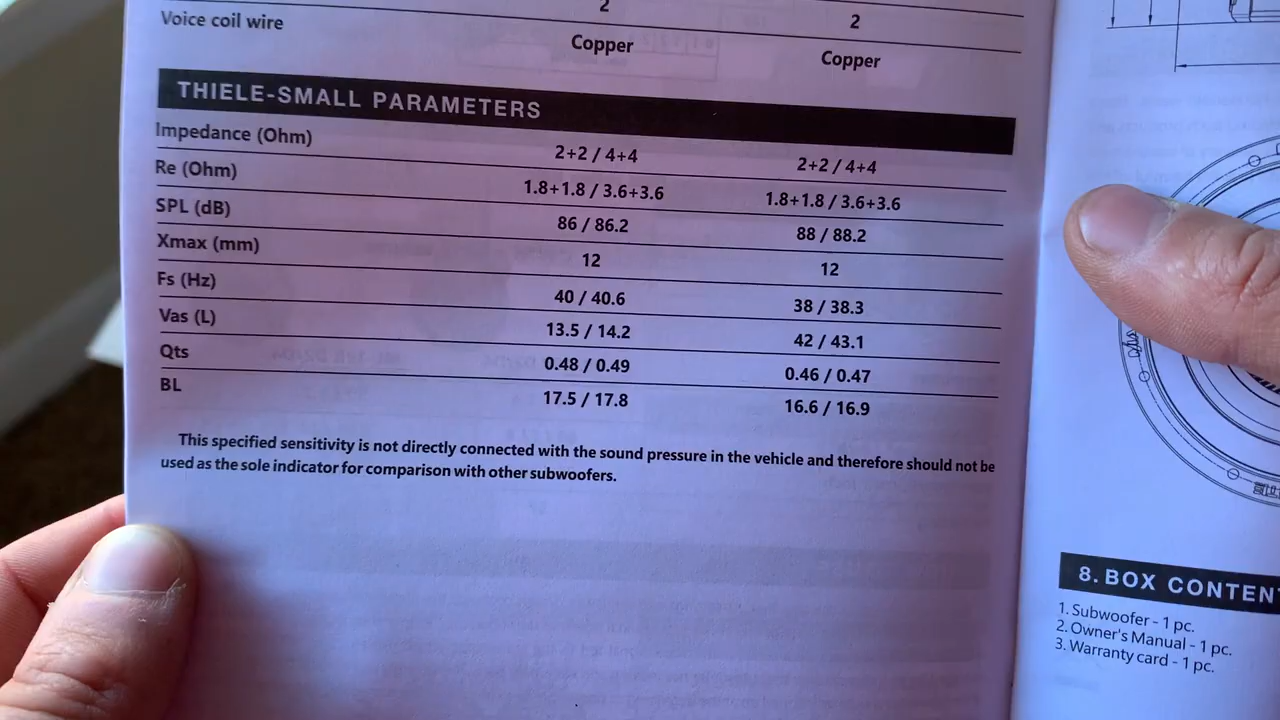 2 2
Voice coil wire Copper Copper
THIELE-SMALL PARAMETERS
Impedance (Ohm) 2+2 / 4+4 2+2 / 4+4
Re (Ohm) 1.8+1.8 / 3.6+3.6 1.8+1.8 / 3.6+3.6
SPL (dB) 86 / 86.2 88 / 88.2
Xmax (mm) 12 12
Fs (Hz) 40 / 40.6 38 / 38.3
Vas (L) 13.5 / 14.2 42 / 43.1
Qts 0.48 / 0.49 0.46 / 0.47
BL 17.5 / 17.8 16.6 / 16.9
This specified sensitivity is not directly connected with the sound pressure in the vehicle and therefore should not be
used as the sole indicator for comparison with other subwoofers.
8. BOX CONTEN
1. Subwoofer - 1 pc.
2. Owner's Manual - 1 pc.
3. Warranty card - 1 pc.